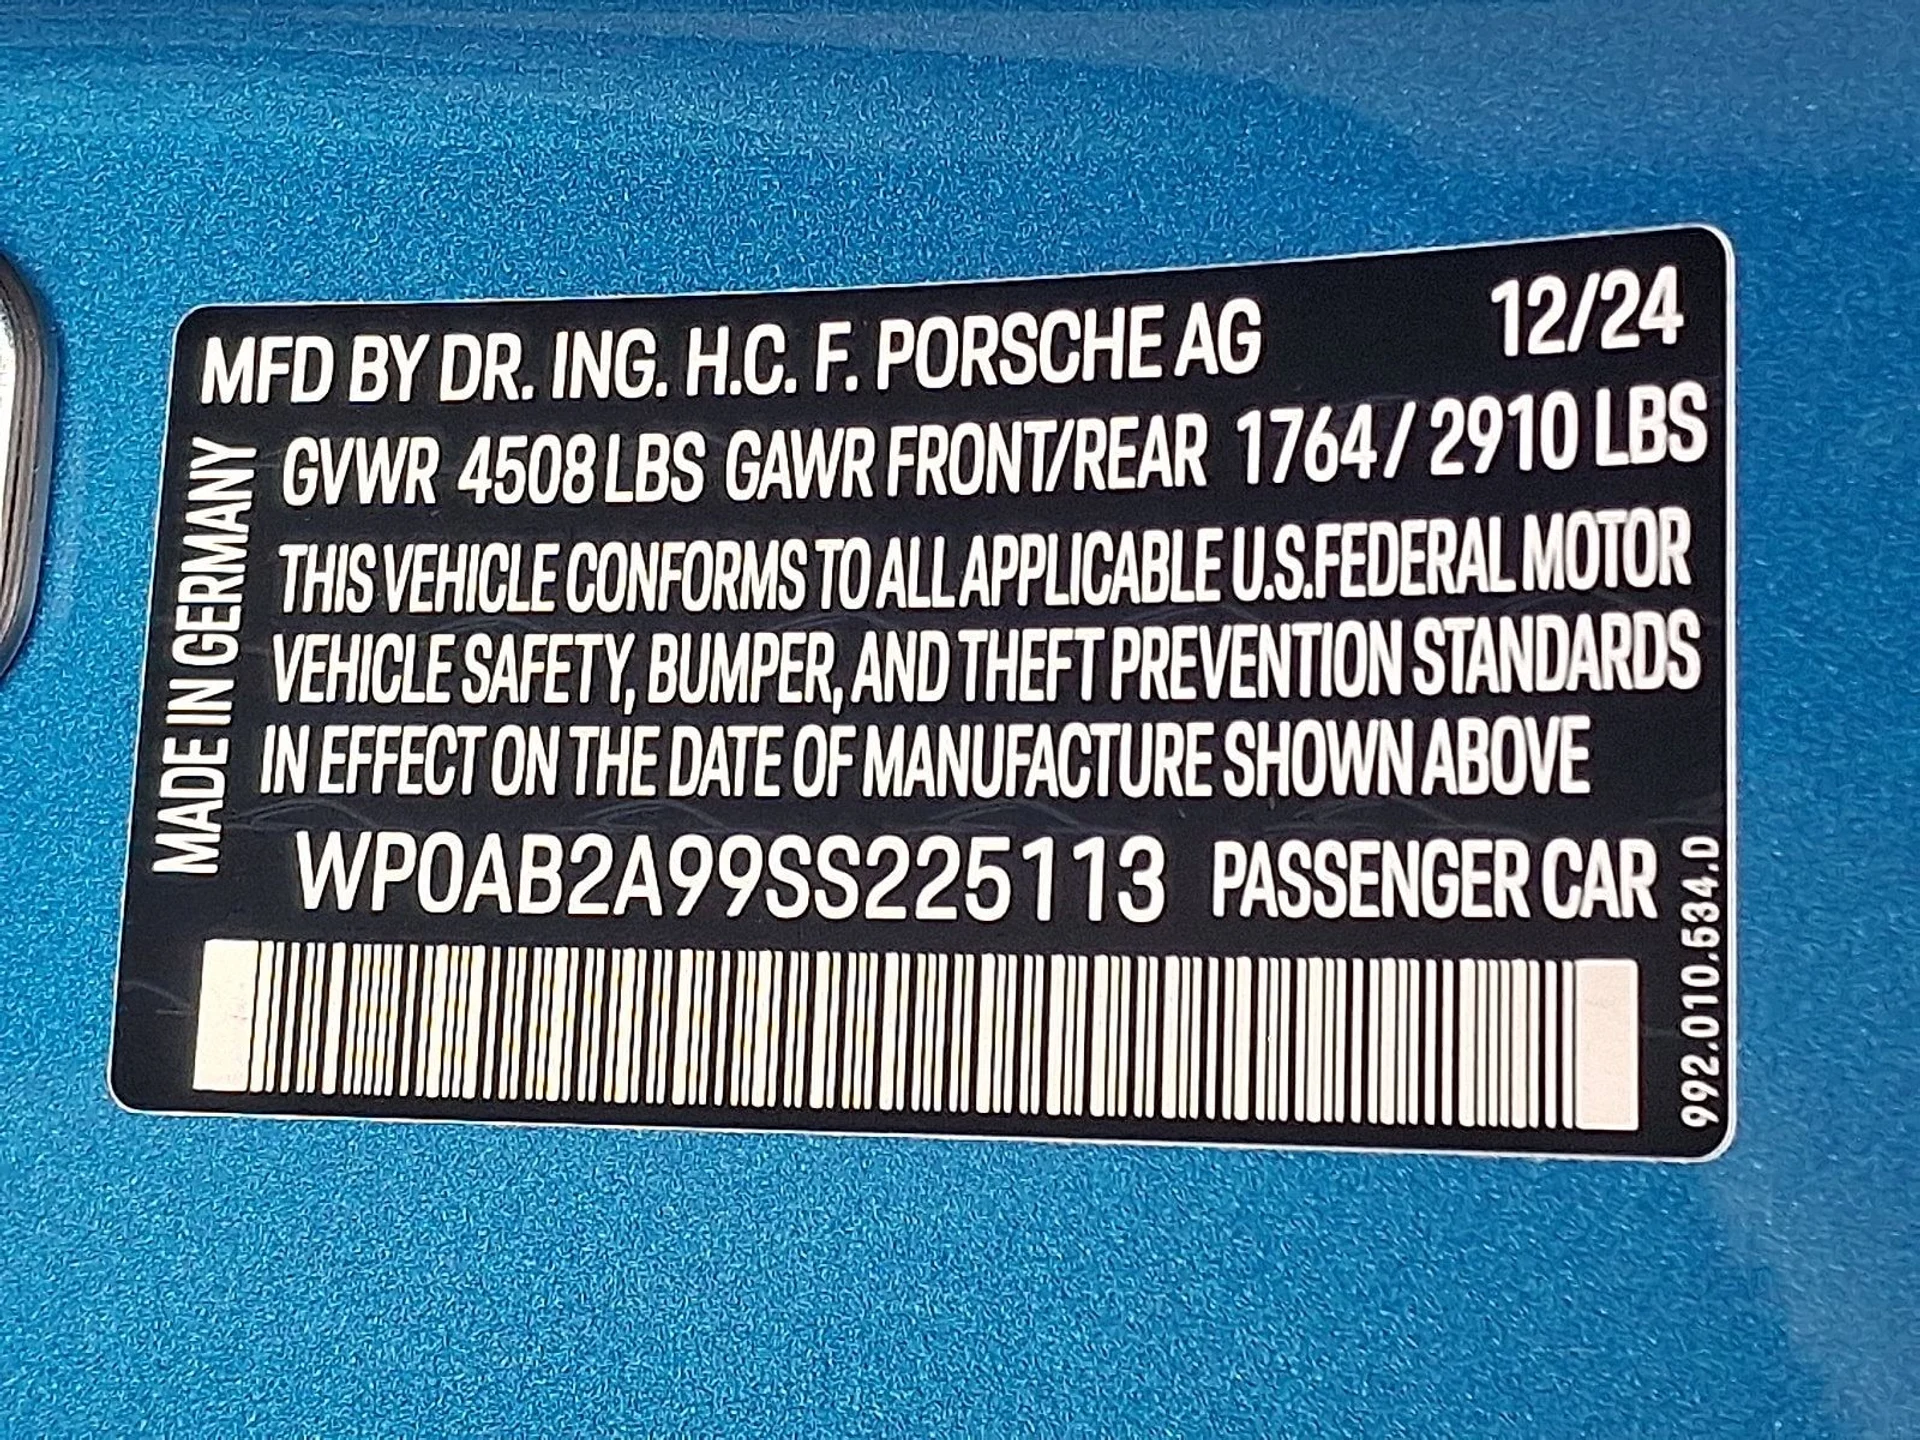 MFD BY DR. ING. H.C. F. PORSCHE AG 12/24
GVWR 4508 LBS GAWR FRONT/REAR 1764 / 2910 LBS
THIS VEHICLE CONFORMS TO ALL APPLICABLE U.S.FEDERAL MOTOR
VEHICLE SAFETY, BUMPER, AND THEFT PREVENTION STANDARDS
IN EFFECT ON THE DATE OF MANUFACTURE SHOWN ABOVE
WP0AB2A99SS225113 PASSENGER CAR
MADE IN GERMANY
992.010.534.D